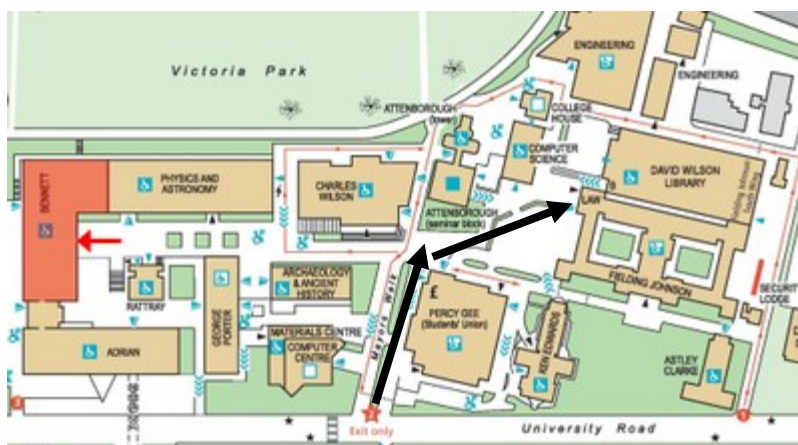 Victoria Park
ENGINEERING
ENGINEERING
ATTENBOROUGH
(tower)
COLLEGE
HOUSE
COMPUTER
SCIENCE
BENNETT
PHYSICS AND
ASTRONOMY
CHARLES
WILSON
DAVID WILSON
LIBRARY
LAW
ATTENBOROUGH
(seminar block)
FIELDING JOHNSON
ARCHAEOLOGY
& ANCIENT
HISTORY
RATTRAY
GEORGE
PORTER
Mayors Walk
£
PERCY GEE
(Students' Union)
SECURITY
LODGE
MATERIALS CENTRE
COMPUTER
CENTRE
ADRIAN
KEN EDWARDS
ASTLEY
CLARKE
Exit only
University Road